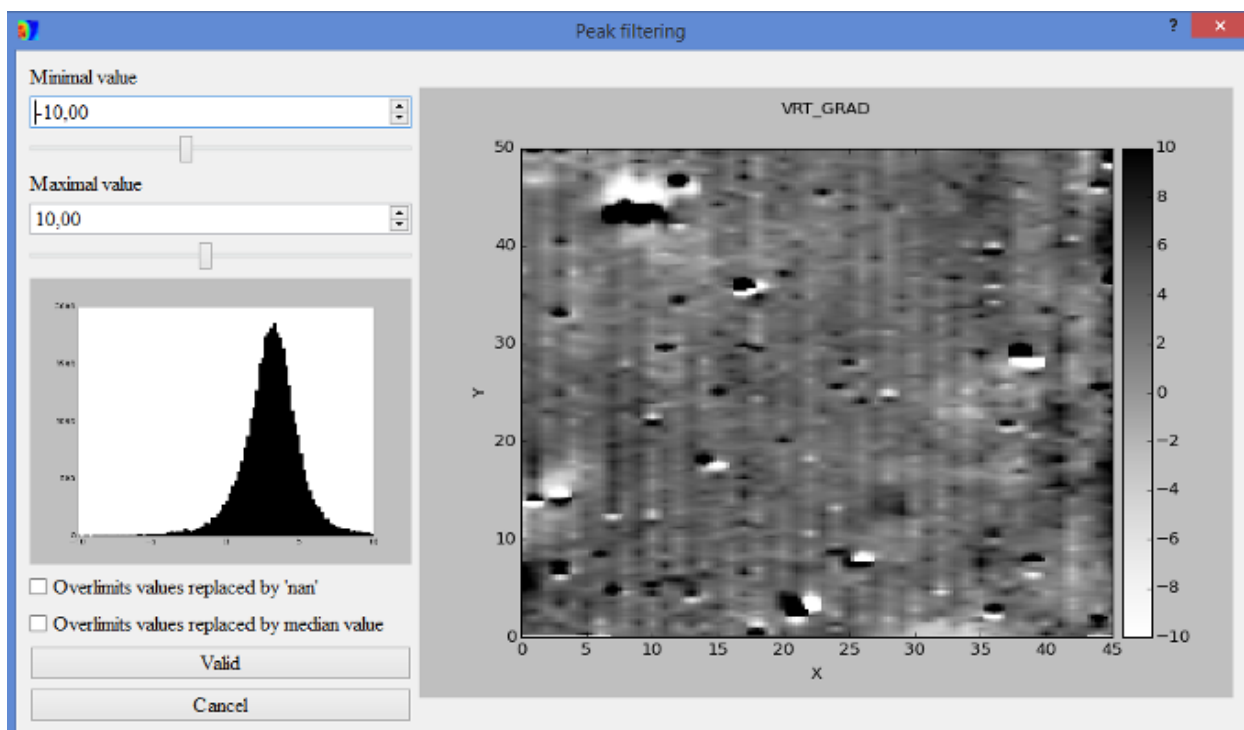 Peak filtering
?
×
Minimal value
-10,00
Maximal value
10,00
Overlimits values replaced by 'nan'
Overlimits values replaced by median value
Valid
Cancel
VRT_GRAD
50
40
30
20
10
0
Y
0 5 10 15 20 25 30 35 40 45
X
10
8
6
4
2
0
−2
−4
−6
−8
−10